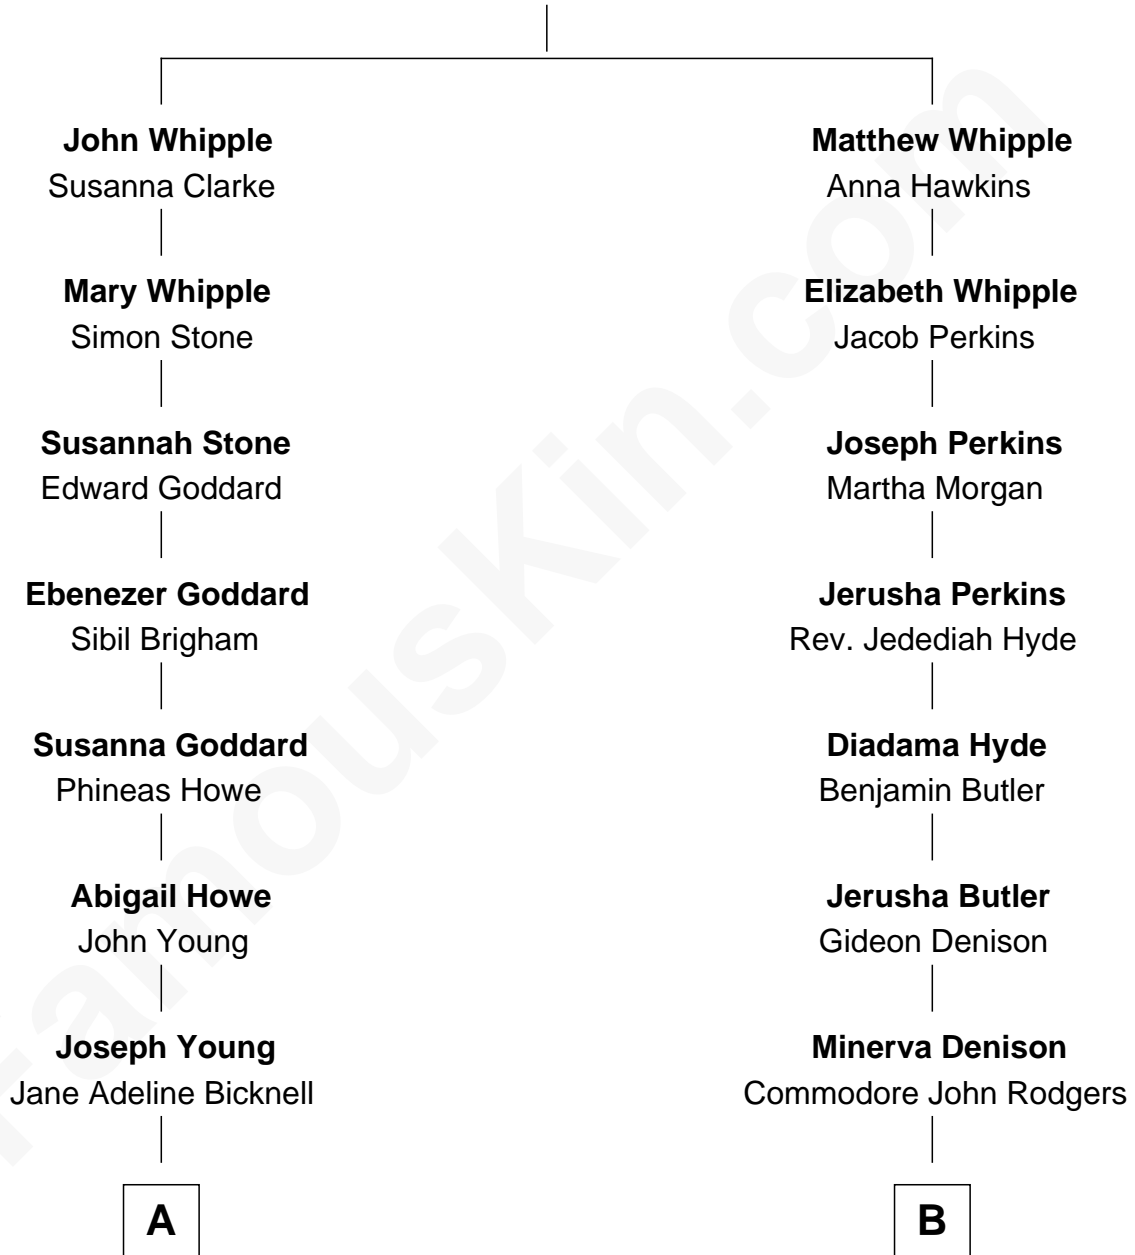 John Whipple
Susanna Clarke
Matthew Whipple
Anna Hawkins
Mary Whipple
Simon Stone
Elizabeth Whipple
Jacob Perkins
Susannah Stone
Edward Goddard
Joseph Perkins
Martha Morgan
Ebenezer Goddard
Sibil Brigham
Jerusha Perkins
Rev. Jedediah Hyde
Susanna Goddard
Phineas Howe
Diadama Hyde
Benjamin Butler
Abigail Howe
John Young
Jerusha Butler
Gideon Denison
Joseph Young
Jane Adeline Bicknell
Minerva Denison
Commodore John Rodgers
A
B
FamousKin.com